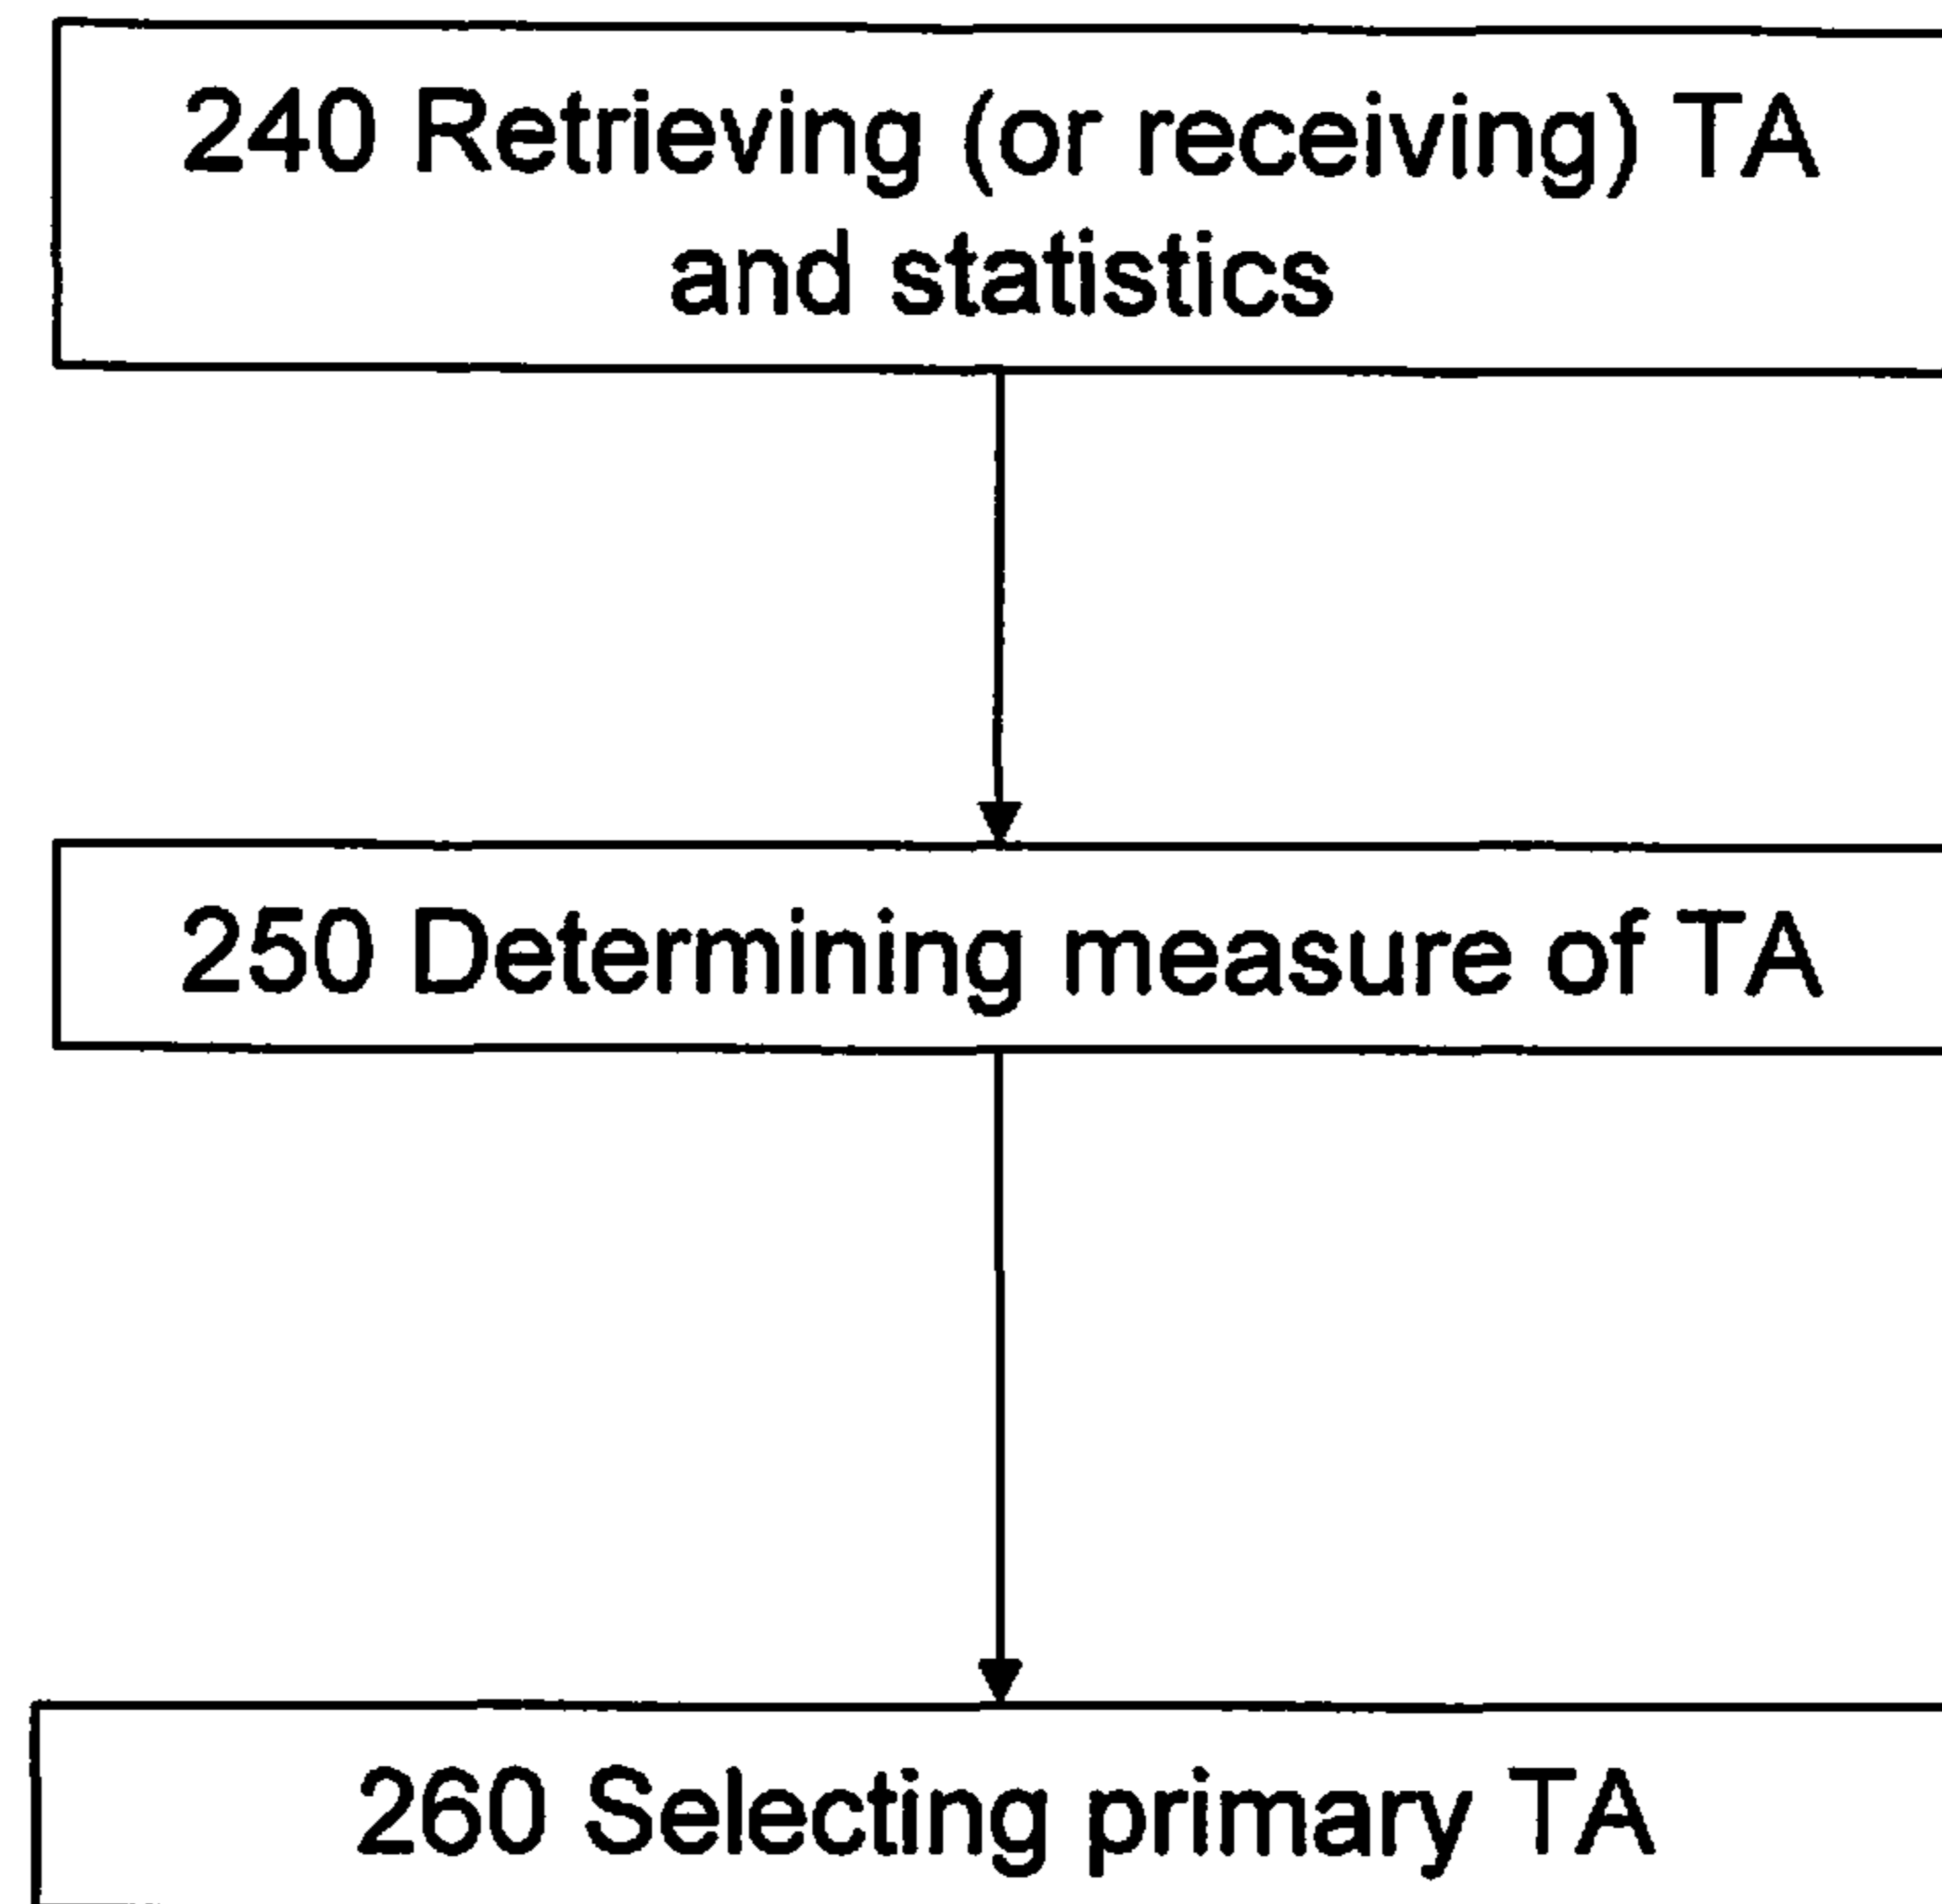 240 Retrieving (or receiving) TA
and statistics
250 Determining measure of TA
260 Selecting primary TA